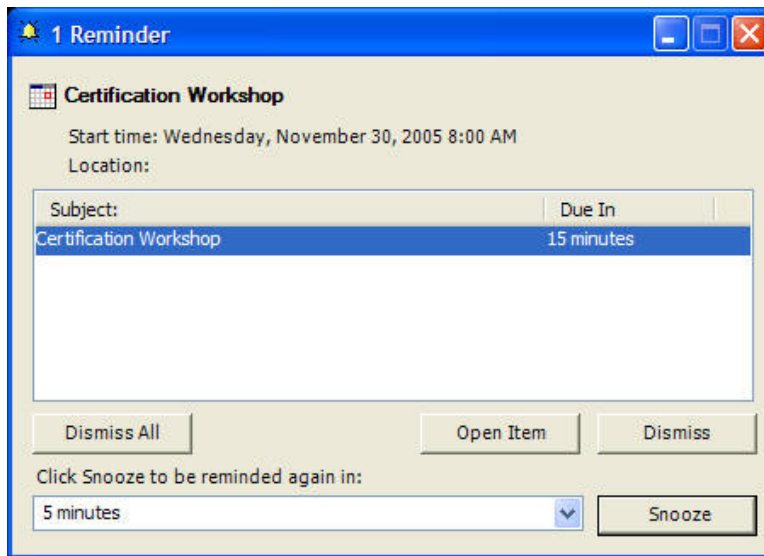 1 Reminder
Certification Workshop
Start time: Wednesday, November 30, 2005 8:00 AM
Location:
Subject: Due In
Certification Workshop 15 minutes
Dismiss All Open Item Dismiss
Click Snooze to be reminded again in:
5 minutes Snooze